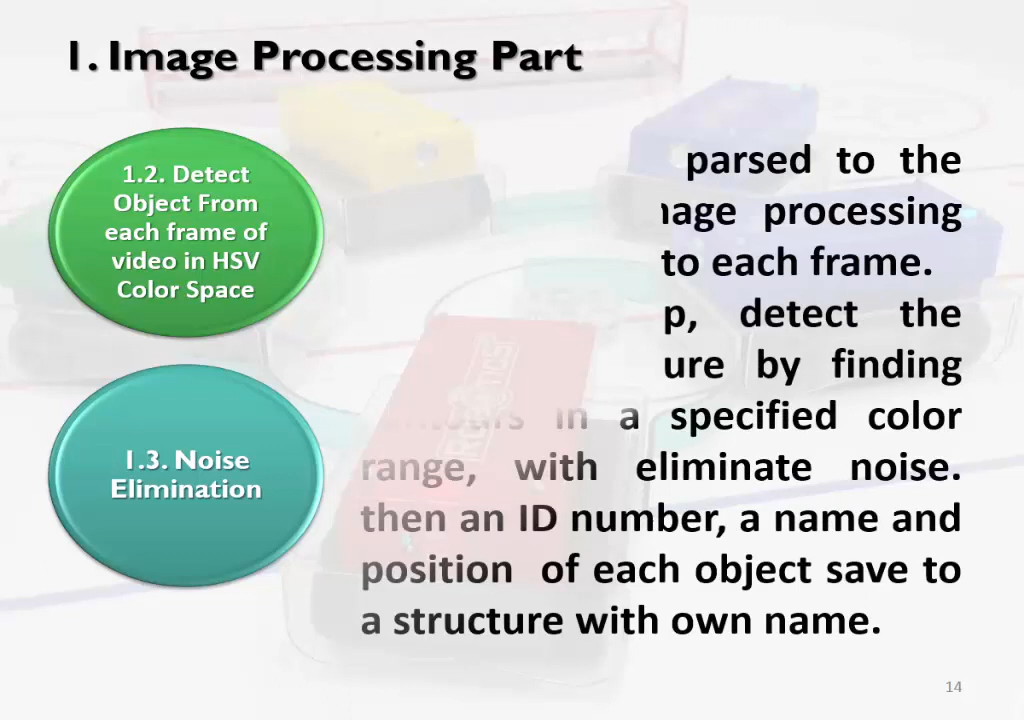 1. Image Processing Part
1.2. Detect
Object From
each frame of
video in HSV
Color Space
1.3. Noise
Elimination
parsed to the
processing
to each frame.
detect the
by finding
in a specified color
range, with eliminate noise.
then an ID number, a name and
position of each object save to
a structure with own name.
14